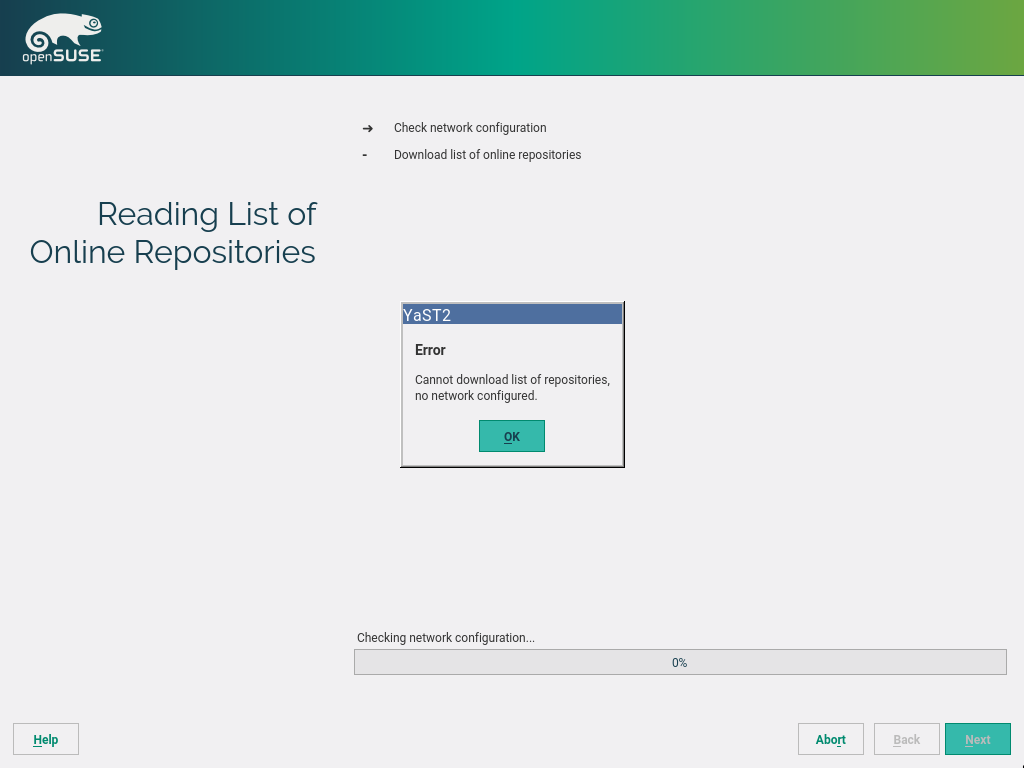 openSUSE
➜ Check network configuration
- Download list of online repositories
Reading List of
Online Repositories
YaST2
Error
Cannot download list of repositories,
no network configured.
OK
Checking network configuration...
0%
Help
Abort
Back
Next